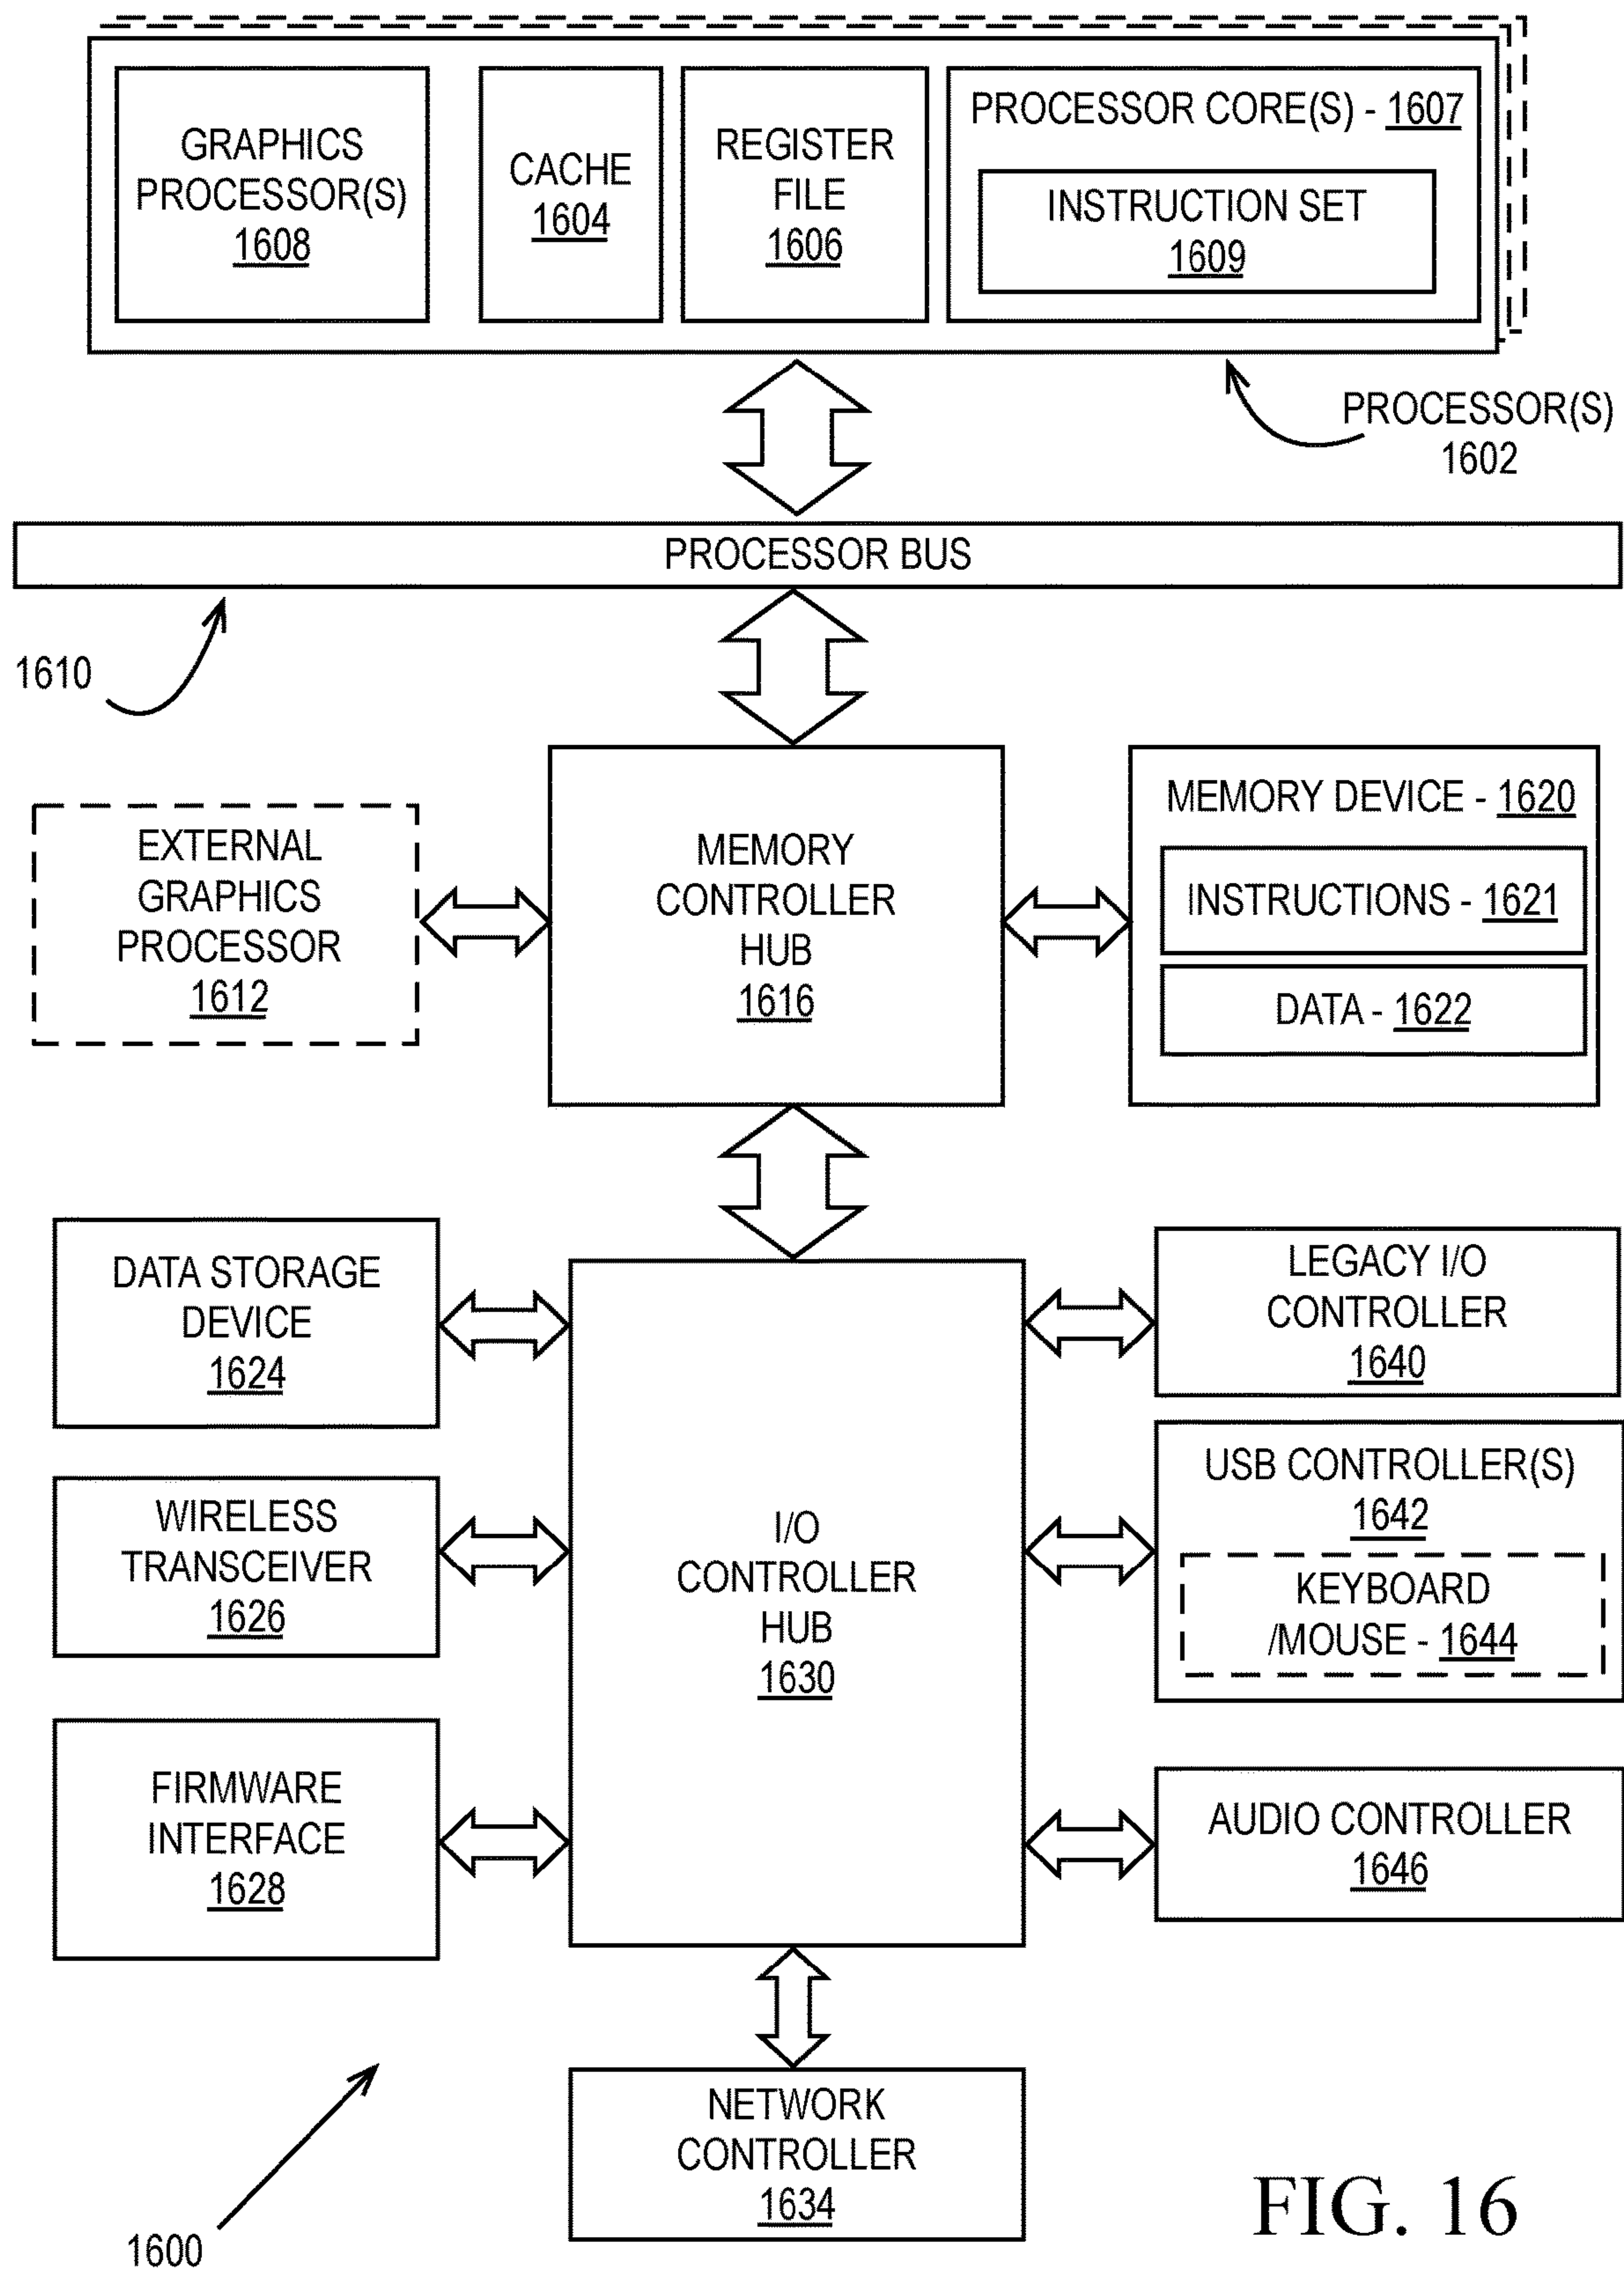 GRAPHICS
PROCESSOR(S)
1608
CACHE
1604
REGISTER
FILE
1606
PROCESSOR CORE(S) - 1607
INSTRUCTION SET
1609
PROCESSOR(S)
1602
PROCESSOR BUS
1610
EXTERNAL
GRAPHICS
PROCESSOR
1612
MEMORY
CONTROLLER
HUB
1616
MEMORY DEVICE - 1620
INSTRUCTIONS - 1621
DATA - 1622
DATA STORAGE
DEVICE
1624
WIRELESS
TRANSCEIVER
1626
FIRMWARE
INTERFACE
1628
I/O
CONTROLLER
HUB
1630
LEGACY I/O
CONTROLLER
1640
USB CONTROLLER(S)
1642
KEYBOARD
/MOUSE - 1644
AUDIO CONTROLLER
1646
NETWORK
CONTROLLER
1634
1600
FIG. 16